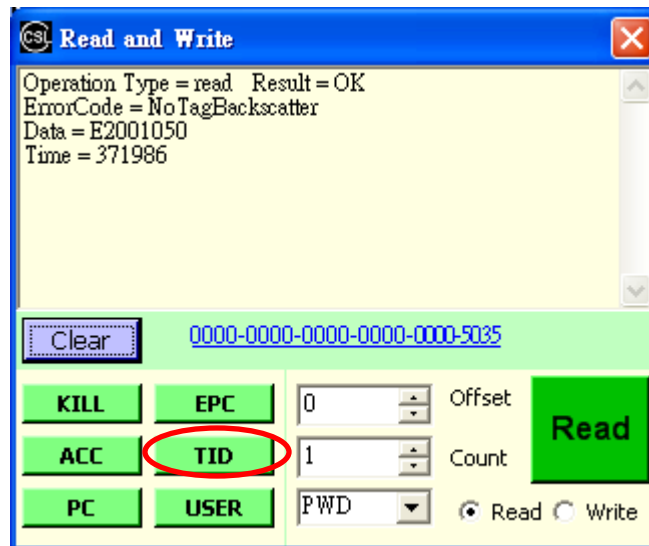 CSL Read and Write
Operation Type = read Result = OK
ErrorCode = NoTagBackscatter
Data = E2001050
Time = 371986
Clear 0000-0000-0000-0000-0000-5035
KILL EPC 0 Offset Read
ACC TID 1 Count
PC USER PWD Read Write